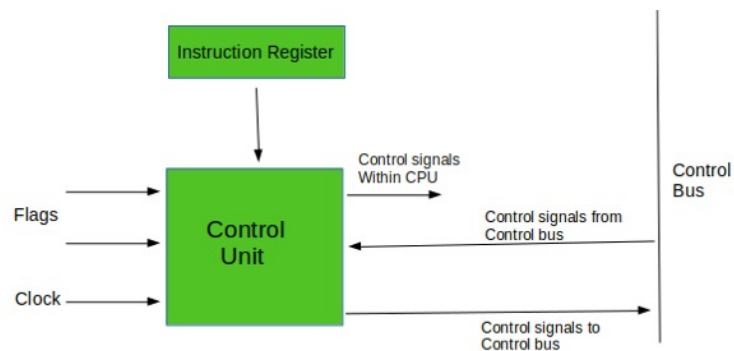 Instruction Register
Control signals
Within CPU
Control
Bus
Flags
Control
Unit
Control signals from
Control bus
Clock
Control signals to
Control bus